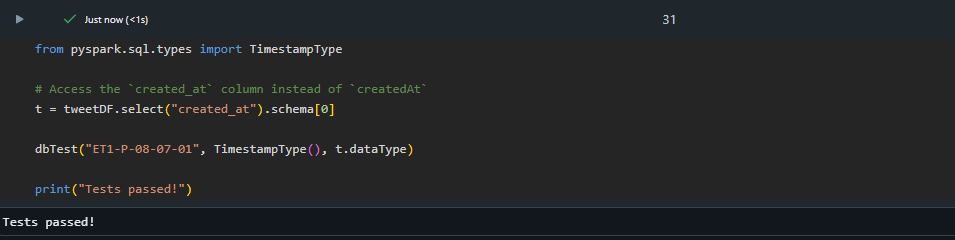 Just now (<1s)
31
from pyspark.sql.types import TimestampType
# Access the `created_at` column instead of `createdAt`
t = tweetDF.select("created_at").schema[0]
dbTest("ET1-P-08-07-01", TimestampType(), t.dataType)
print("Tests passed!")
Tests passed!